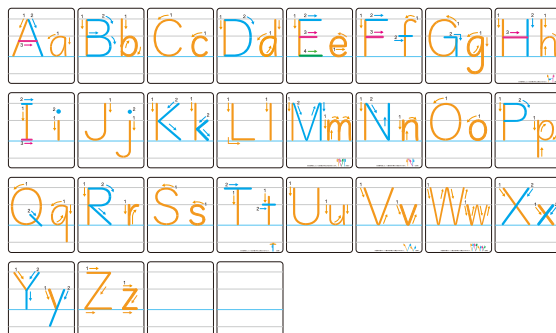 Aa Bb Cc Dd Ee Ff Gg Hh
Ii Jj Kk Ll Mm Nn Oo Pp
Qq Rr Ss Tt Uu Vv Ww Xx
Yy Zz